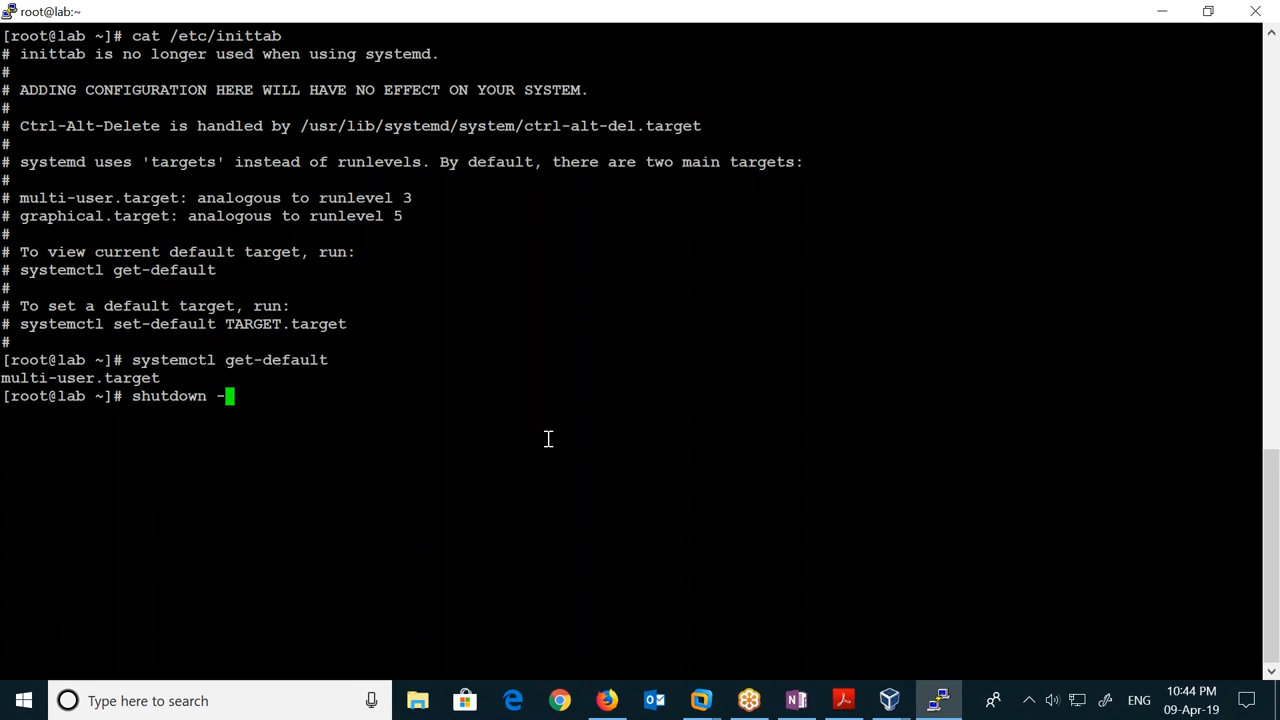 root@lab:~
[root@lab ~]# cat /etc/inittab
# inittab is no longer used when using systemd.
#
# ADDING CONFIGURATION HERE WILL HAVE NO EFFECT ON YOUR SYSTEM.
#
# Ctrl-Alt-Delete is handled by /usr/lib/systemd/system/ctrl-alt-del.target
#
# systemd uses 'targets' instead of runlevels. By default, there are two main targets:
#
# multi-user.target: analogous to runlevel 3
# graphical.target: analogous to runlevel 5
#
# To view current default target, run:
# systemctl get-default
#
# To set a default target, run:
# systemctl set-default TARGET.target
#
[root@lab ~]# systemctl get-default
multi-user.target
[root@lab ~]# shutdown -
Type here to search
ENG
10:44 PM
09-Apr-19